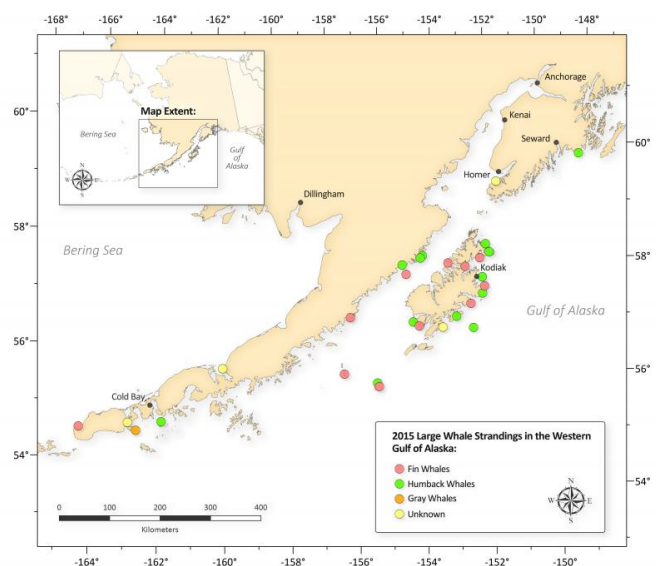 -168° -166° -164° -162° -160° -158° -156° -154° -152° -150° -148°
Map Extent:
Bering Sea
Gulf
of
Alaska
N
W E
S
Anchorage
Kenai
Seward
Homer
Dillingham
60° 60°
58° 58°
Bering Sea
Kodiak
Gulf of Alaska
56° 56°
Cold Bay
54° 54°
2015 Large Whale Strandings in the Western
Gulf of Alaska:
Fin Whales
Humback Whales
Gray Whales
Unknown
N
W E
S
0 100 200 300 400
Kilometers
-164° -162° -160° -158° -156° -154° -152° -150°